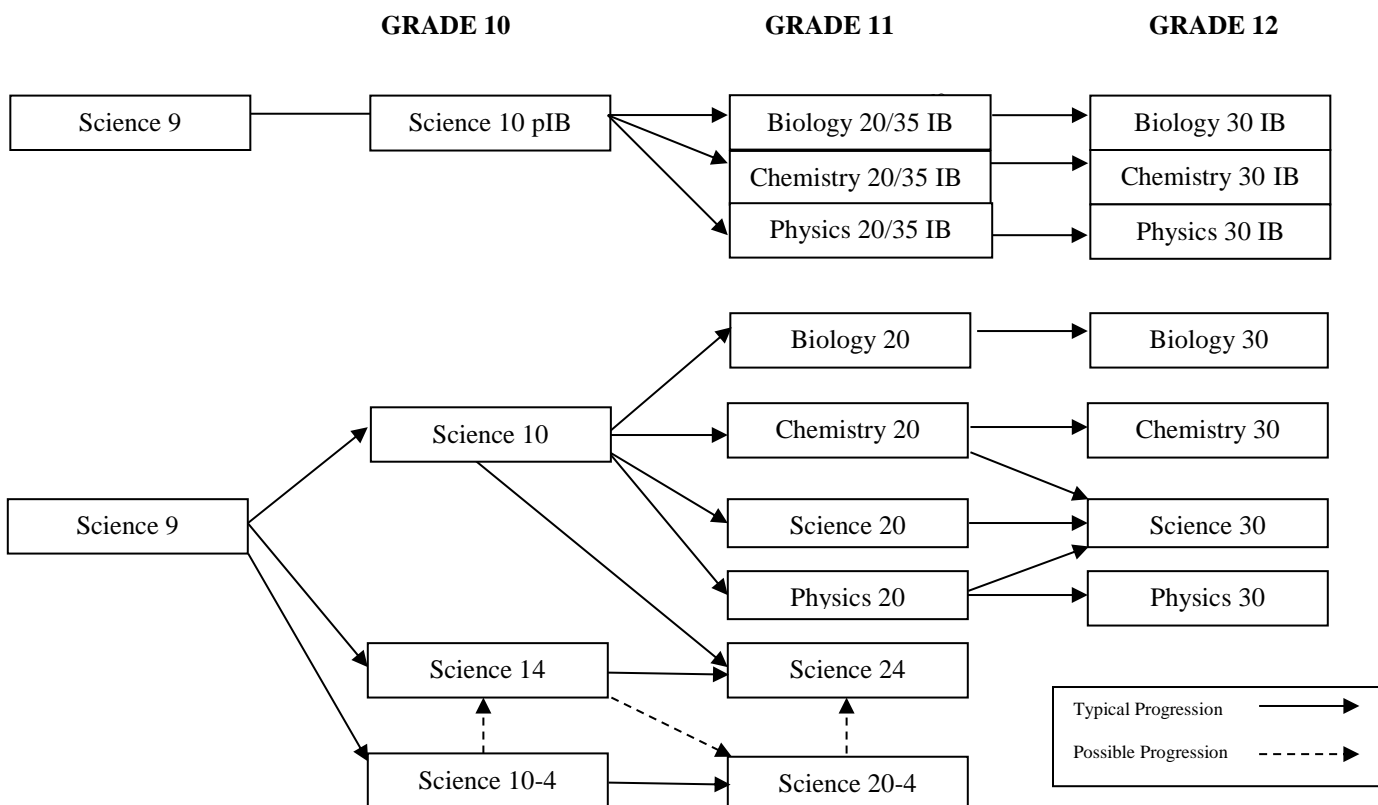 GRADE 10 GRADE 11 GRADE 12
Science 9 Science 10 pIB Biology 20/35 IB Biology 30 IB
Chemistry 20/35 IB Chemistry 30 IB
Physics 20/35 IB Physics 30 IB
Biology 20 Biology 30
Science 10 Chemistry 20 Chemistry 30
Science 9 Science 20 Science 30
Physics 20 Physics 30
Science 14 Science 24
Typical Progression
Possible Progression
Science 10-4 Science 20-4